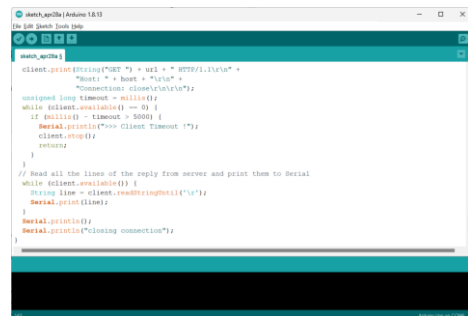 sketch_apr28a | Arduino 1.8.13
File Edit Sketch Tools Help
sketch_apr28a §
client.print(String("GET ") + url + " HTTP/1.1\r\n" +
"Host: " + host + "\r\n" +
"Connection: close\r\n\r\n");
unsigned long timeout = millis();
while (client.available() == 0) {
if (millis() - timeout > 5000) {
Serial.println(">>> Client Timeout !");
client.stop();
return;
}
}
// Read all the lines of the reply from server and print them to Serial
while (client.available()) {
String line = client.readStringUntil('\r');
Serial.print(line);
}
Serial.println();
Serial.println("closing connection");
}